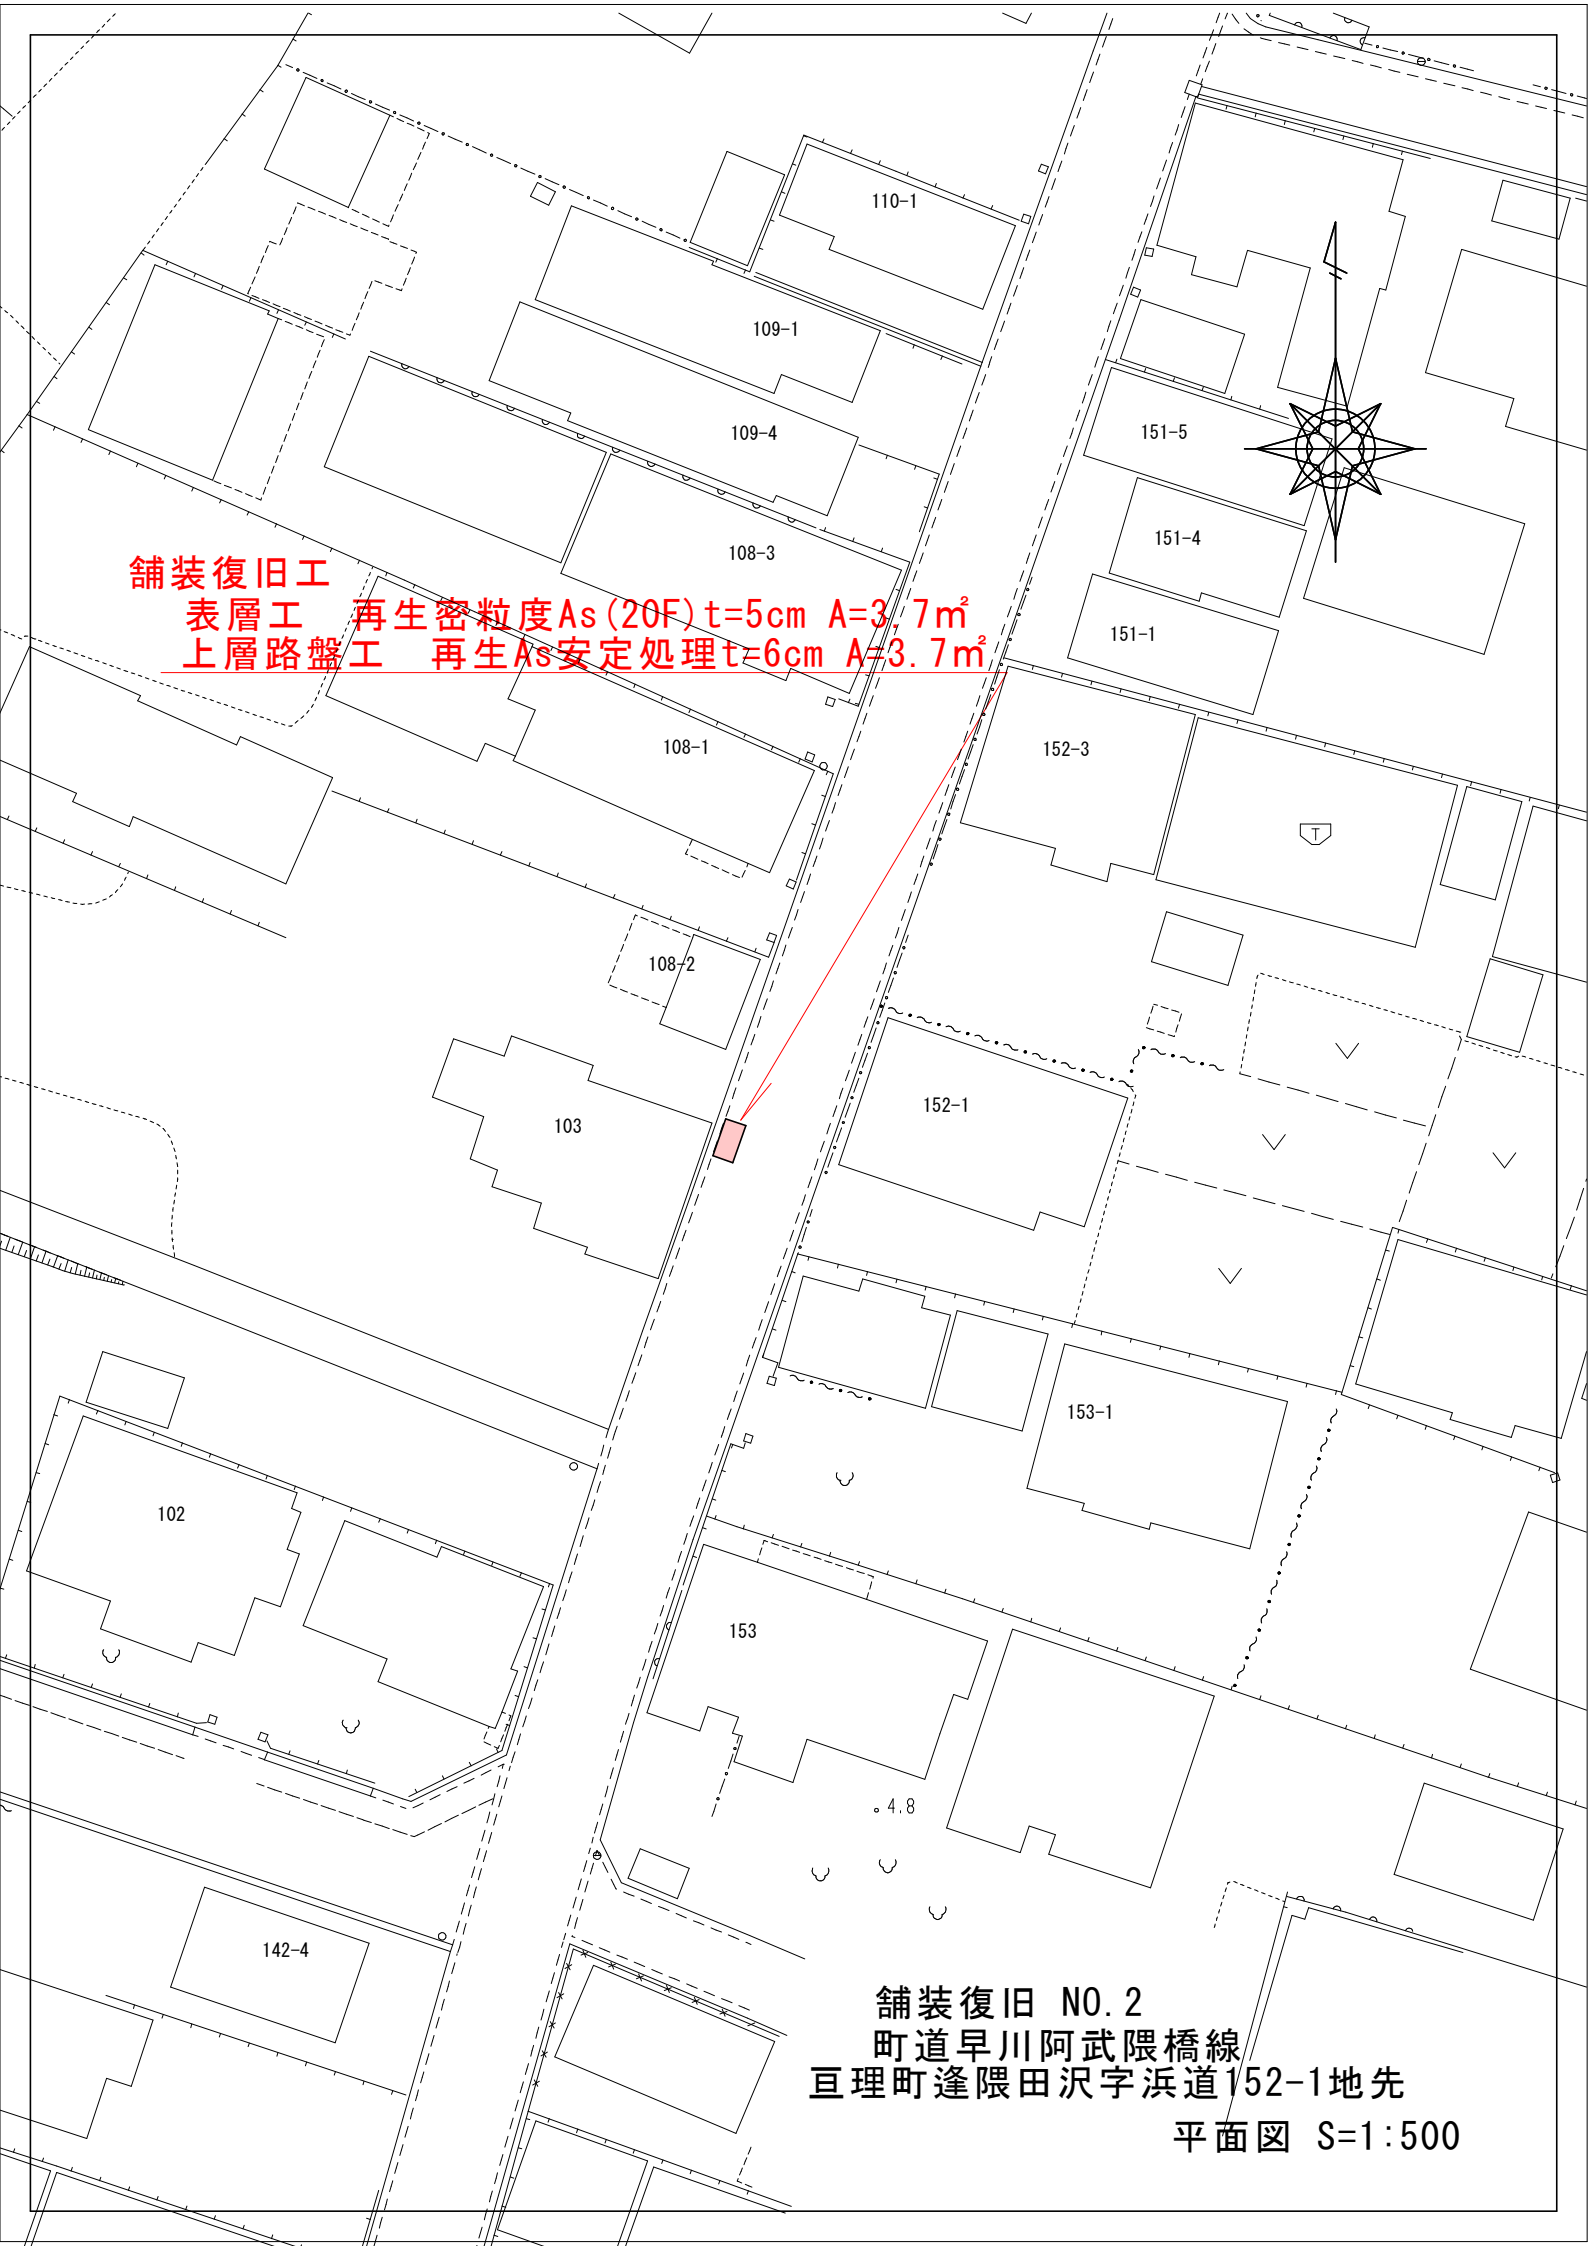 110-1
109-1
109-4
151-5
151-4
108-3
舗装復旧工
表層工 再生密粒度As(20F)t=5cm A=3.7㎡
上層路盤工 再生As安定処理t=6cm A=3.7㎡
151-1
108-1
152-3
T
108-2
152-1
103
153-1
102
153
4.8
142-4
舗装復旧 NO.2
町道早川阿武隈橋線
亘理町逢隈田沢字浜道152-1地先
平面図 S=1:500